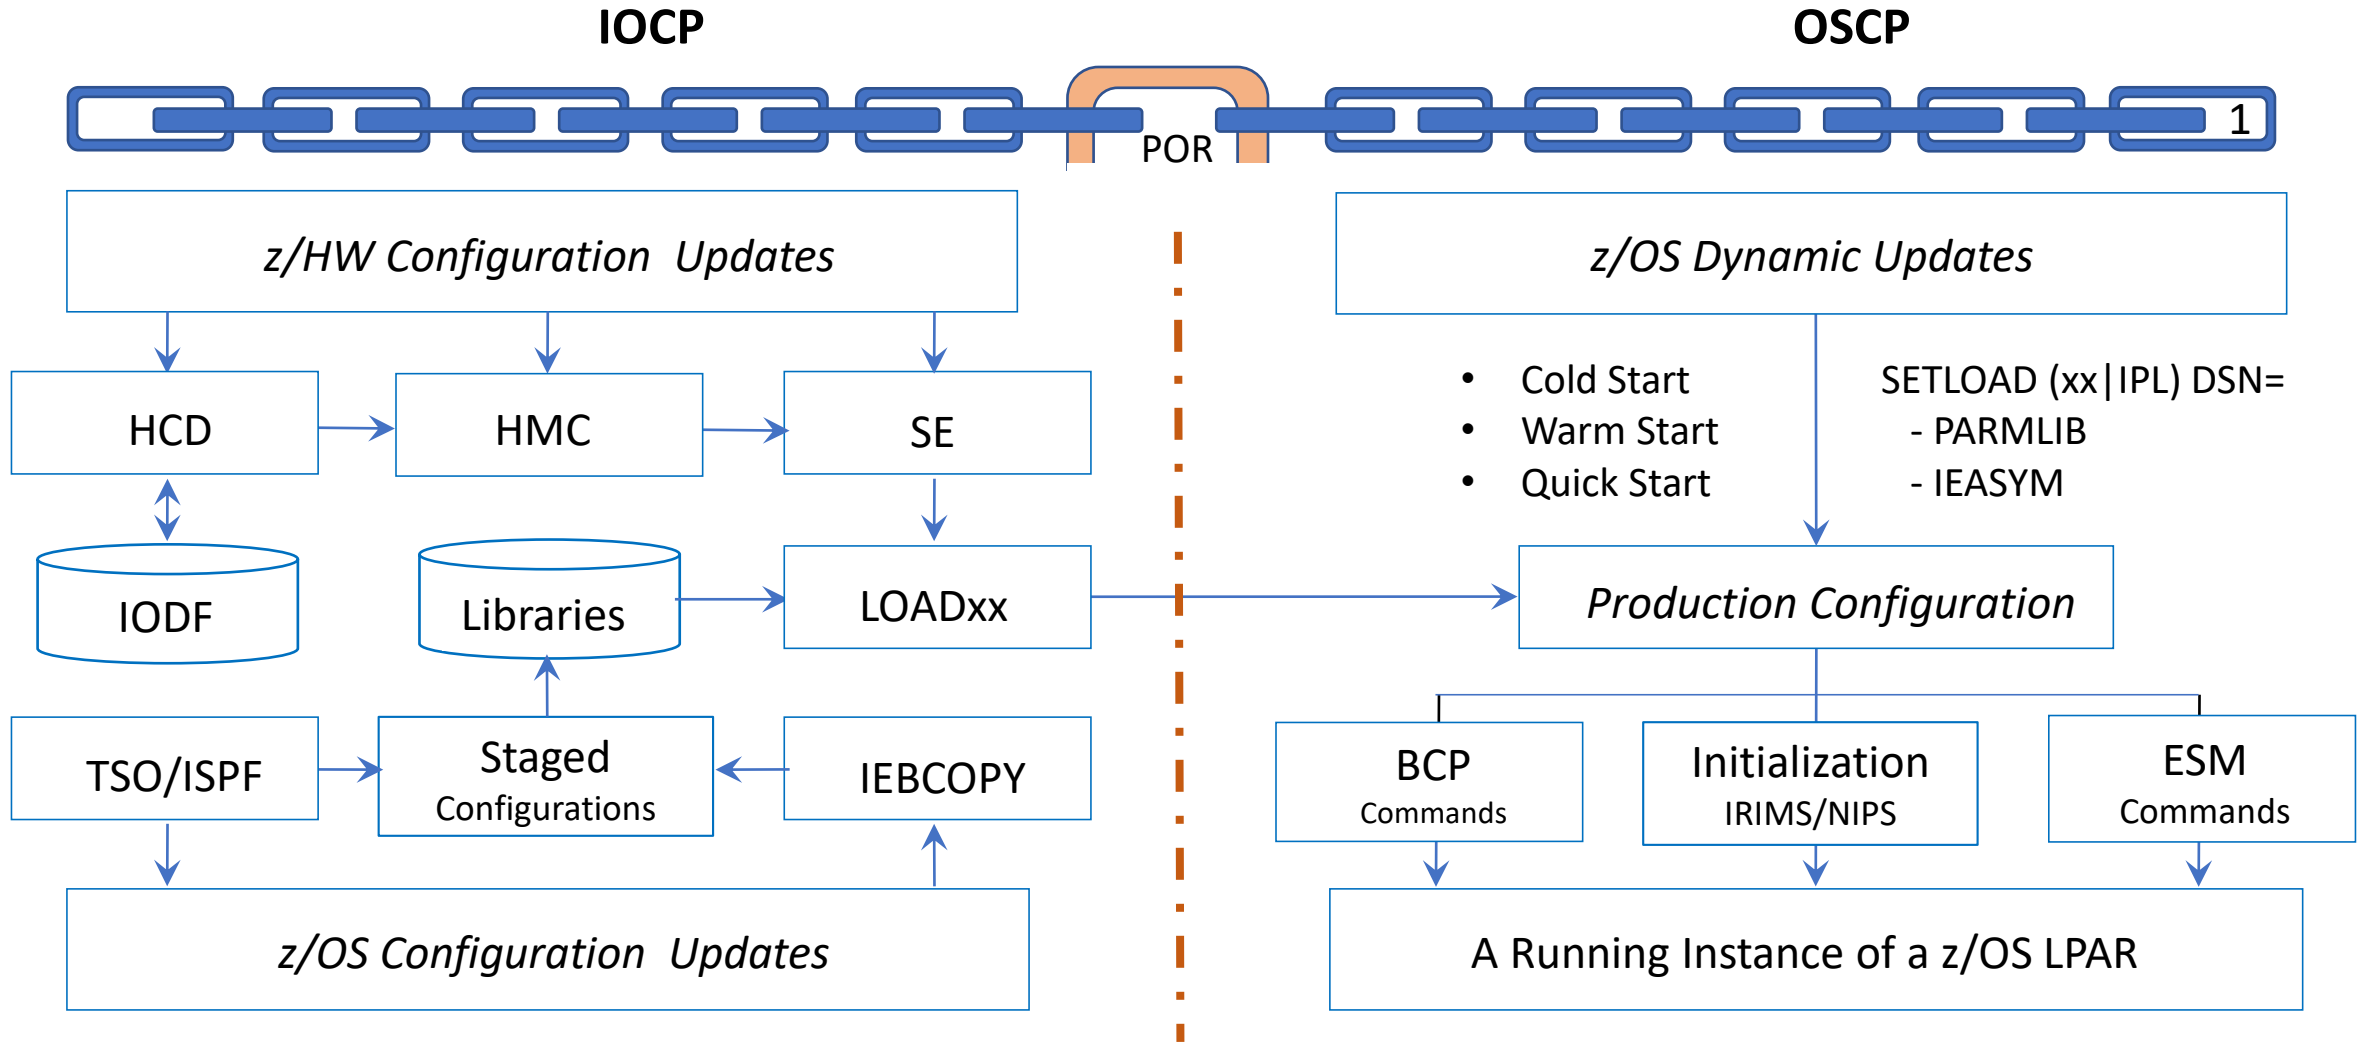 IOCP
OSCP
POR
1
z/HW Configuration Updates
z/OS Dynamic Updates
• Cold Start
• Warm Start
• Quick Start
SETLOAD (xx|IPL) DSN=
- PARMLIB
- IEASYM
HCD
HMC
SE
IODF
Libraries
LOADxx
Production Configuration
TSO/ISPF
Staged
Configurations
IEBCOPY
BCP
Commands
Initialization
IRIMS/NIPS
ESM
Commands
z/OS Configuration Updates
A Running Instance of a z/OS LPAR